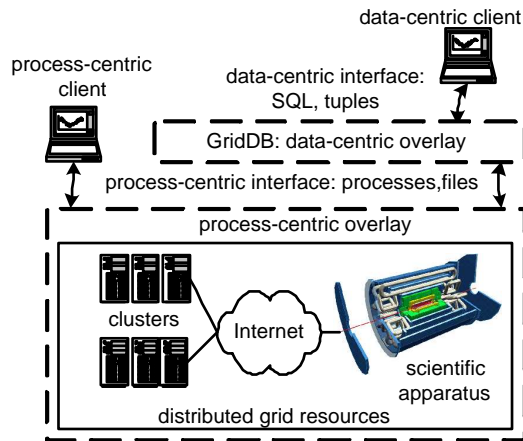 data-centric client
process-centric
client
data-centric interface:
SQL, tuples
GridDB: data-centric overlay
process-centric interface: processes,files
process-centric overlay
clusters
Internet
scientific
apparatus
distributed grid resources